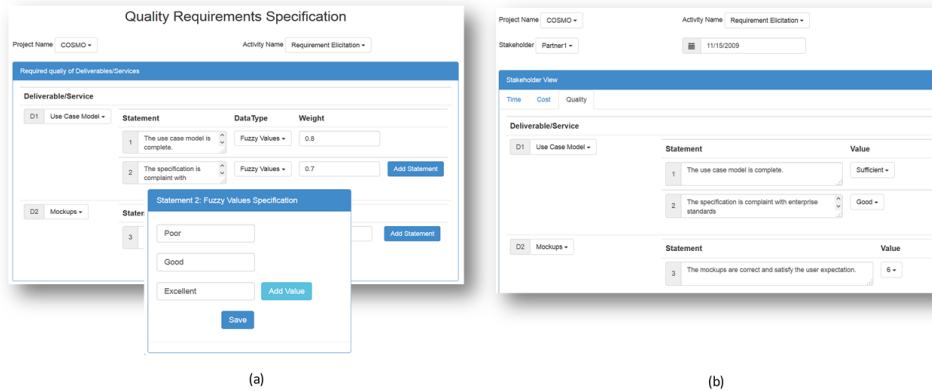 Quality Requirements Specification
Project Name COSMO Activity Name Requirement Elicitation
Required qually of Deliverables/Services
Deliverable/Service
D1 Use Case Model Statement DataType Weight
1 The use case model is complete. Fuzzy Values 0.8
2 The specification is complaint with Fuzzy Values 0.7 Add Statement
D2 Mockups
3 Add Statement
Statement 2: Fuzzy Values Specification
Poor
Good
Excellent Add Value
Save
(a)
Project Name COSMO Activity Name Requirement Elicitation
Stakeholder Partner1 11/15/2009
Stakeholder View
Time Cost Quality
Deliverable/Service
D1 Use Case Model Statement Value
1 The use case model is complete. Sufficient
2 The specification is complaint with enterprise standards Good
D2 Mockups Statement Value
3 The mockups are correct and satisfy the user expectation. 6
(b)